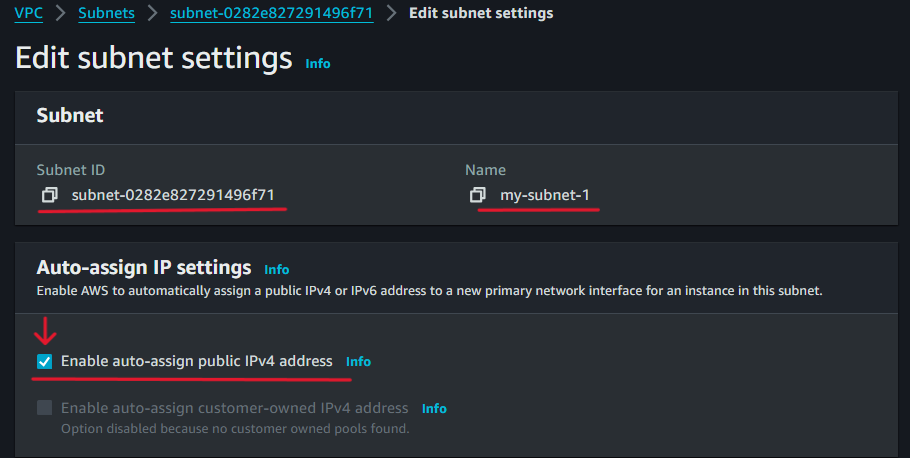 VPC > Subnets > subnet-0282e827291496f71 > Edit subnet settings
Edit subnet settings Info
Subnet
Subnet ID
subnet-0282e827291496f71
Name
my-subnet-1
Auto-assign IP settings Info
Enable AWS to automatically assign a public IPv4 or IPv6 address to a new primary network interface for an instance in this subnet.
Enable auto-assign public IPv4 address Info
Enable auto-assign customer-owned IPv4 address Info
Option disabled because no customer owned pools found.